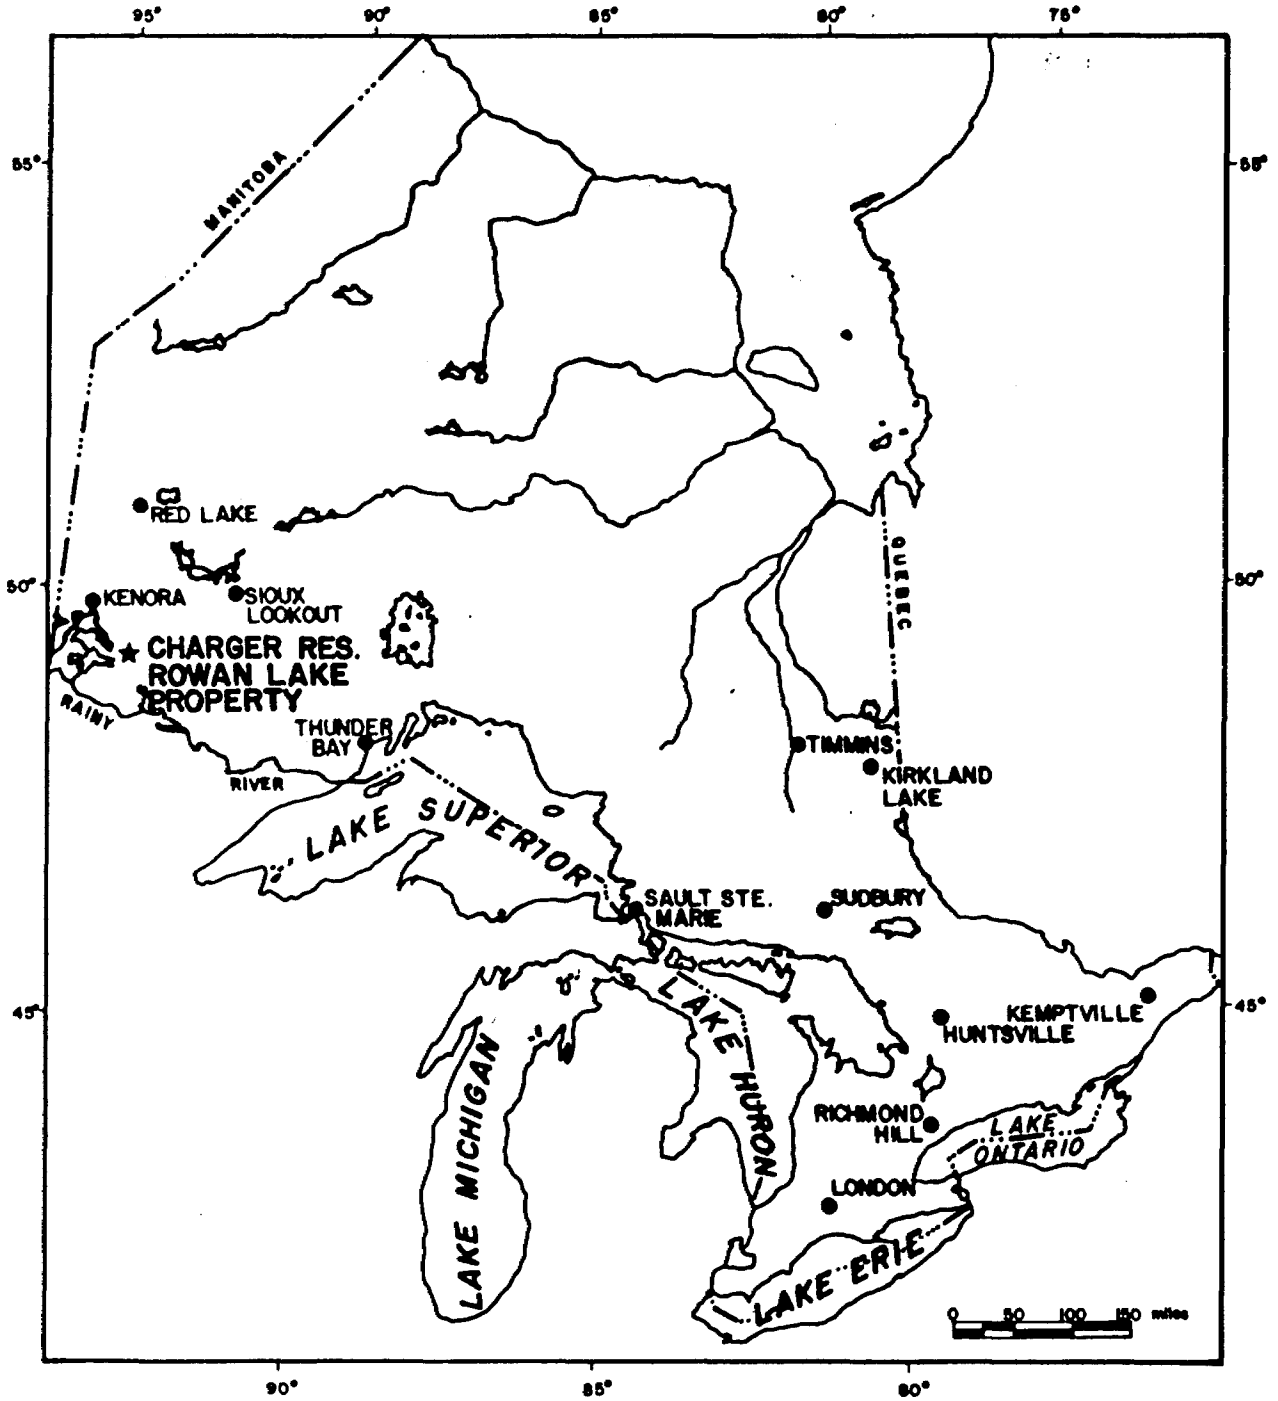 95° 90° 85° 80° 75°
55° 55°
MANITOBA
RED LAKE
50° 50°
QUEBEC
KENORA
SIOUX
LOOKOUT
CHARGER RES.
ROWAN LAKE
PROPERTY
RAINY
RIVER
THUNDER
BAY
TIMMINS
KIRKLAND
LAKE
LAKE SUPERIOR
SAULT STE.
MARIE
SUDBURY
45° 45°
KEMPTVILLE
HUNTSVILLE
LAKE HURON
LAKE MICHIGAN
RICHMOND
HILL
LAKE
ONTARIO
LONDON
LAKE ERIE
0 50 100 150 miles
90° 85° 80°